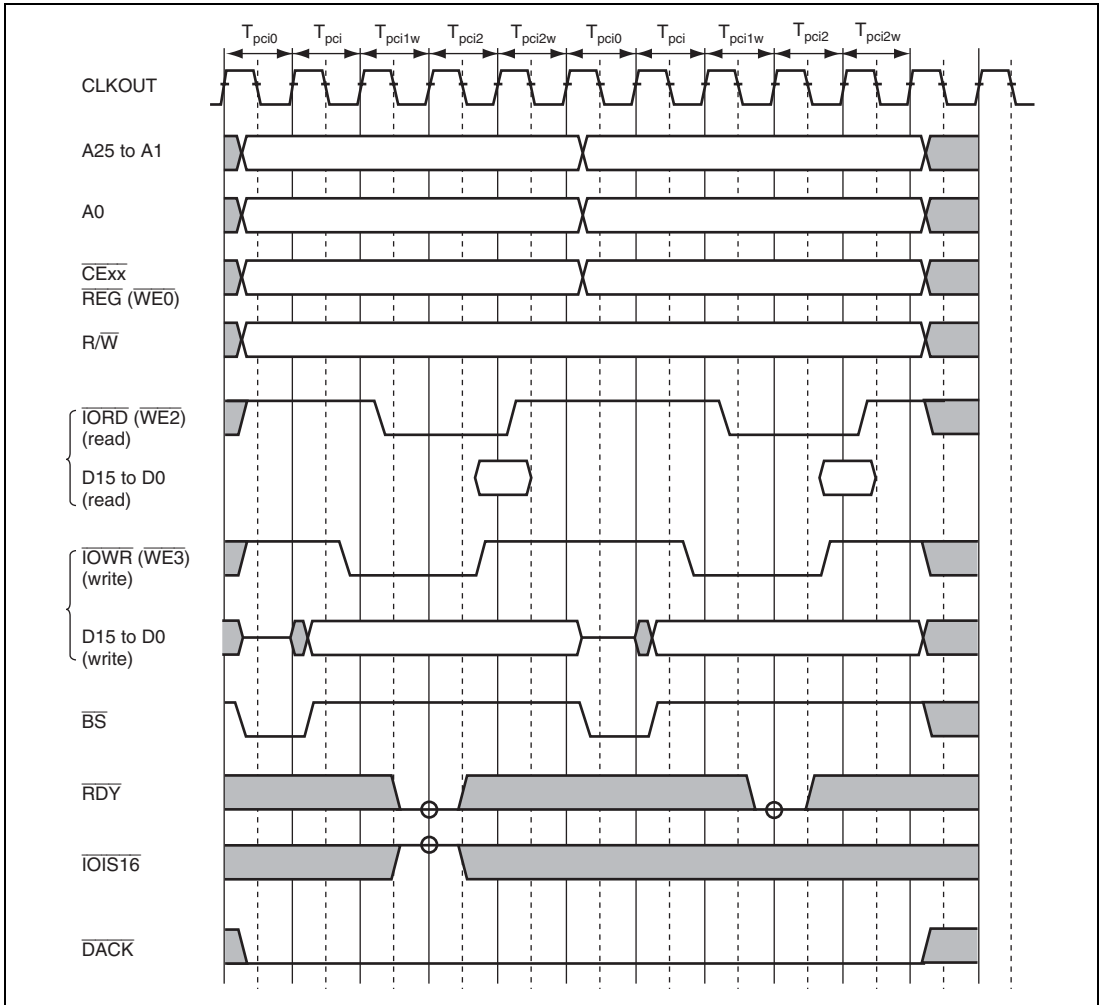 Tpci0 Tpci Tpci1w Tpci2 Tpci2w Tpci0 Tpci Tpci1w Tpci2 Tpci2w
CLKOUT
A25 to A1
A0
CExx
REG (WE0)
R/W
IORD (WE2)
(read)
D15 to D0
(read)
IOWR (WE3)
(write)
D15 to D0
(write)
BS
RDY
IOIS16
DACK